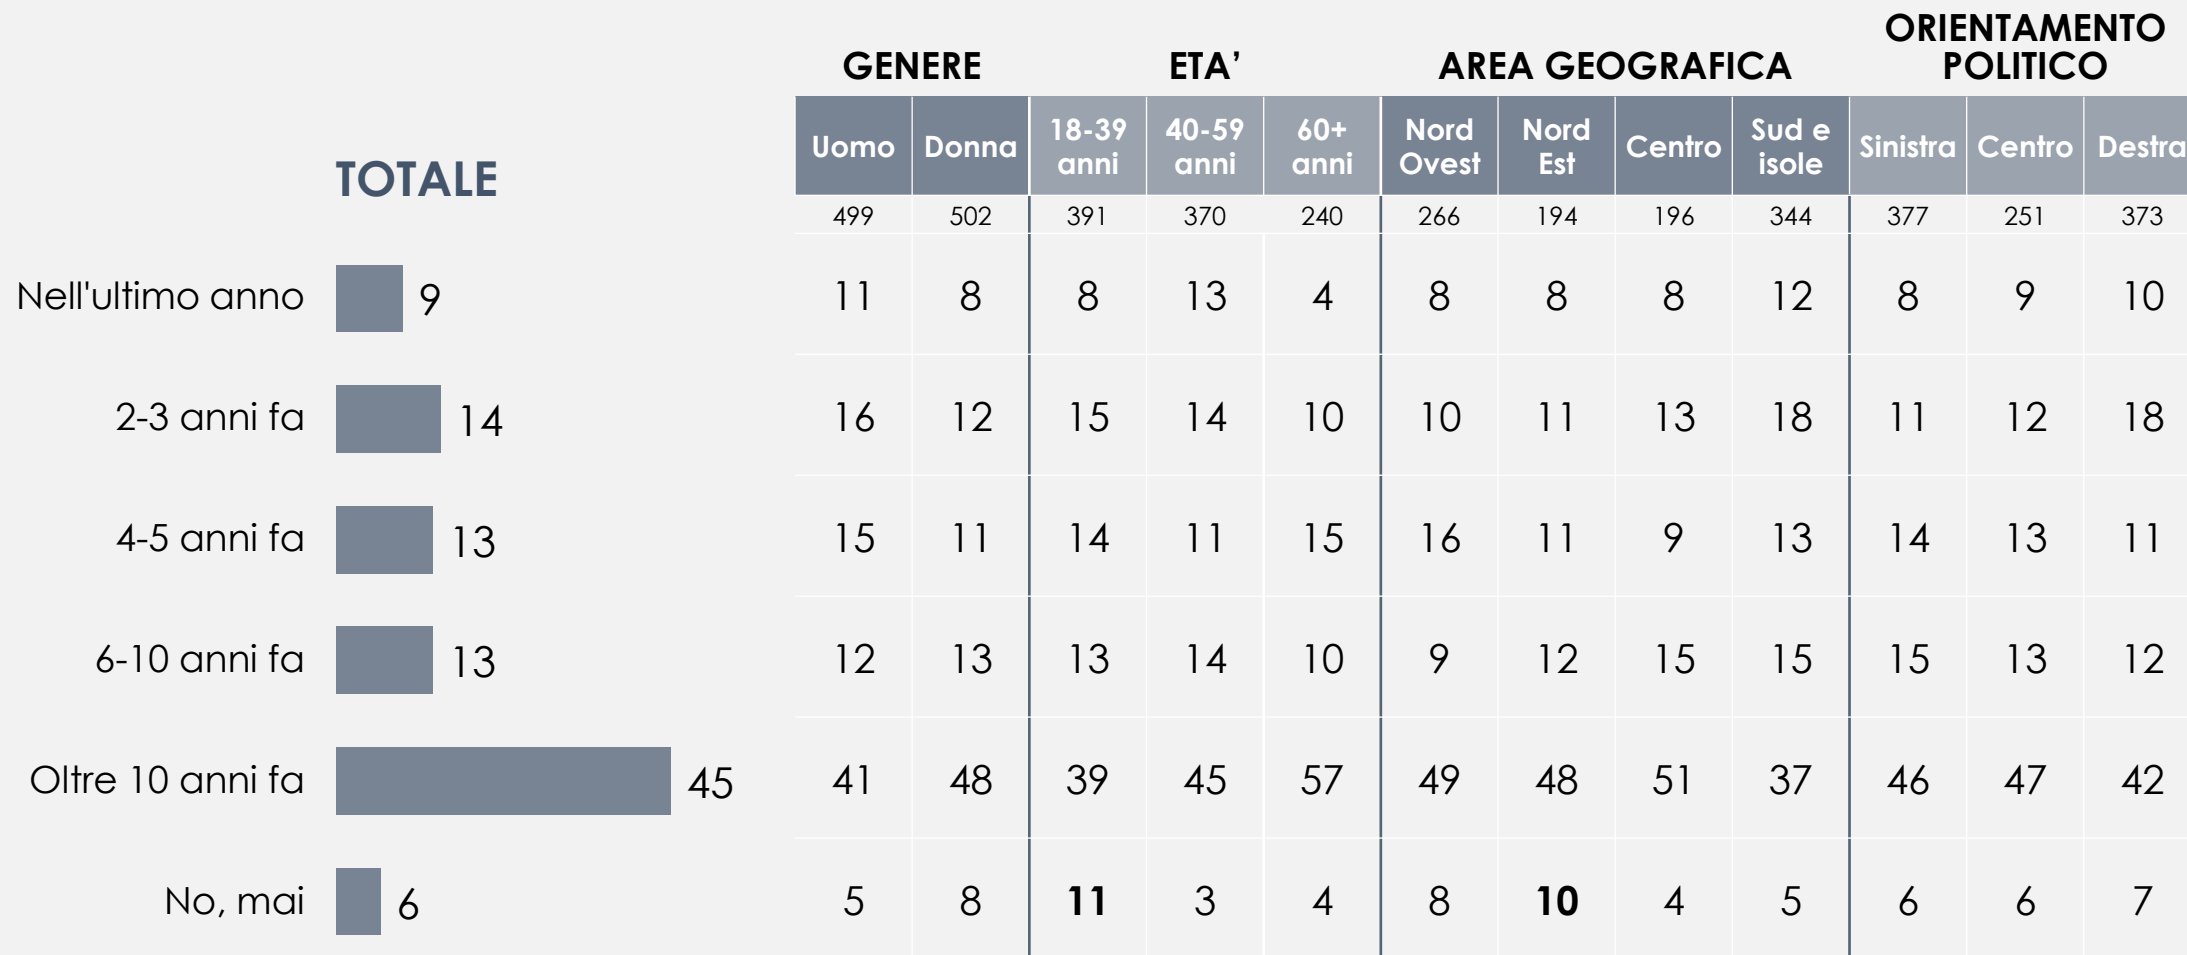 ORIENTAMENTO
GENERE ETA’ AREA GEOGRAFICA POLITICO
Uomo Donna 18-39 anni 40-59 anni 60+ anni Nord Ovest Nord Est Centro Sud e isole Sinistra Centro Destra
TOTALE
499 502 391 370 240 266 194 196 344 377 251 373
Nell'ultimo anno 9 11 8 8 13 4 8 8 8 12 8 9 10
2-3 anni fa 14 16 12 15 14 10 10 11 13 18 11 12 18
4-5 anni fa 13 15 11 14 11 15 16 11 9 13 14 13 11
6-10 anni fa 13 12 13 13 14 10 9 12 15 15 15 13 12
Oltre 10 anni fa 45 41 48 39 45 57 49 48 51 37 46 47 42
No, mai 6 5 8 11 3 4 8 10 4 5 6 6 7